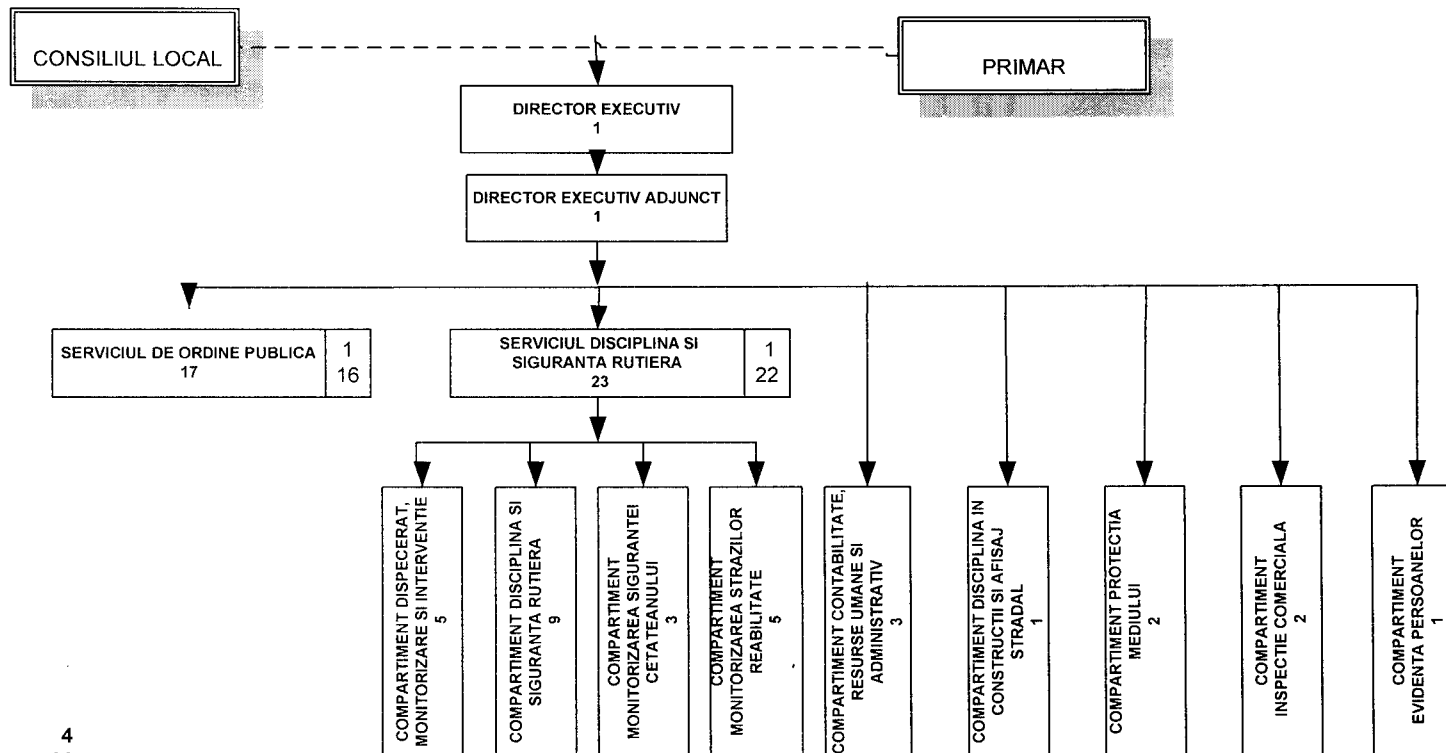 CONSILIUL LOCAL
PRIMAR
DIRECTOR EXECUTIV
1
DIRECTOR EXECUTIV ADJUNCT
1
SERVICIUL DE ORDINE PUBLICA
17
1
16
SERVICIUL DISCIPLINA SI
SIGURANTA RUTIERA
23
1
22
COMPARTIMENT DISPECERAT,
MONITORIZARE SI INTERVENTIE
5
COMPARTIMENT DISCIPLINA SI
SIGURANTA RUTIERA
9
COMPARTIMENT
MONITORIZAREA SIGURANTEI
CETATEANULUI
3
COMPARTIMENT
MONITORIZAREA STRAZILOR
REABILITATE
5
COMPARTIMENT CONTABILITATE,
RESURSE UMANE SI
ADMINISTRATIV
3
COMPARTIMENT DISCIPLINA IN
CONSTRUCTII SI AFISAJ
STRADAL
1
COMPARTIMENT PROTECTIA
MEDIULUI
2
COMPARTIMENT
INSPECTIE COMERCIALA
2
COMPARTIMENT
EVIDENTA PERSOANELOR
1
4